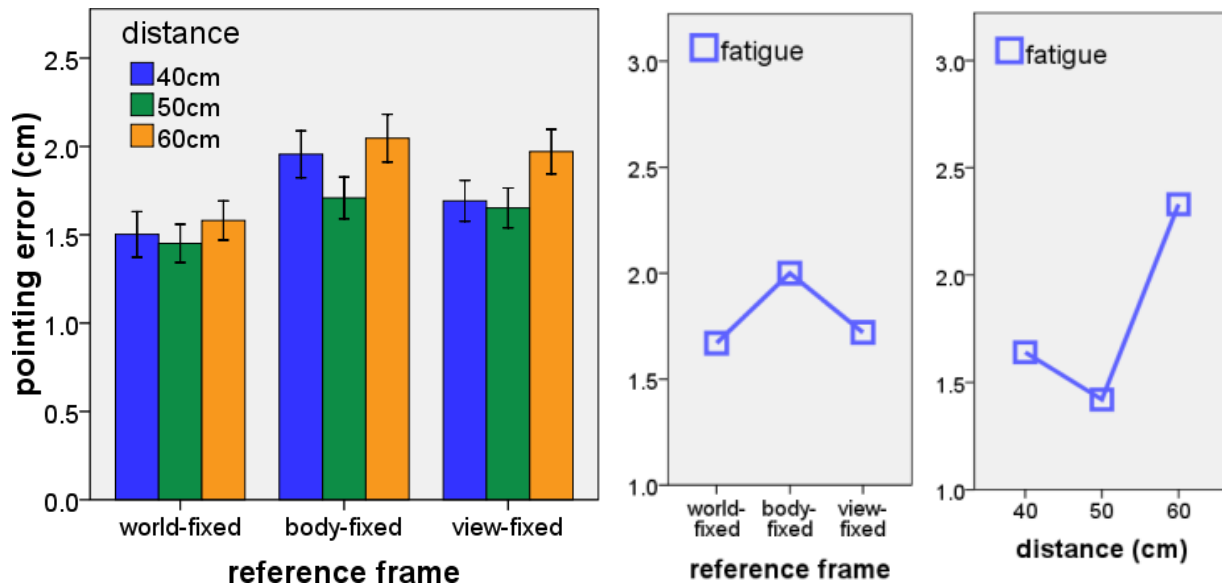 distance
40cm
50cm
60cm
pointing error (cm)
2.5
2.0
1.5
1.0
0.5
0.0
world-fixed body-fixed view-fixed
reference frame
fatigue
3.0
2.5
2.0
1.5
1.0
world- body- view-
fixed fixed fixed
reference frame
fatigue
3.0
2.5
2.0
1.5
1.0
40 50 60
distance (cm)